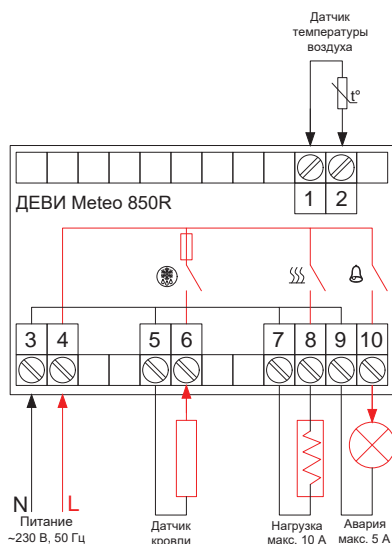 Датчик
температуры
воздуха
t°
1 2
ДЕВИ Meteo 850R
3 4 5 6 7 8 9 10
N L
Питание
~230 В, 50 Гц
Датчик
кровли
Нагрузка
макс. 10 А
Авария
макс. 5 А